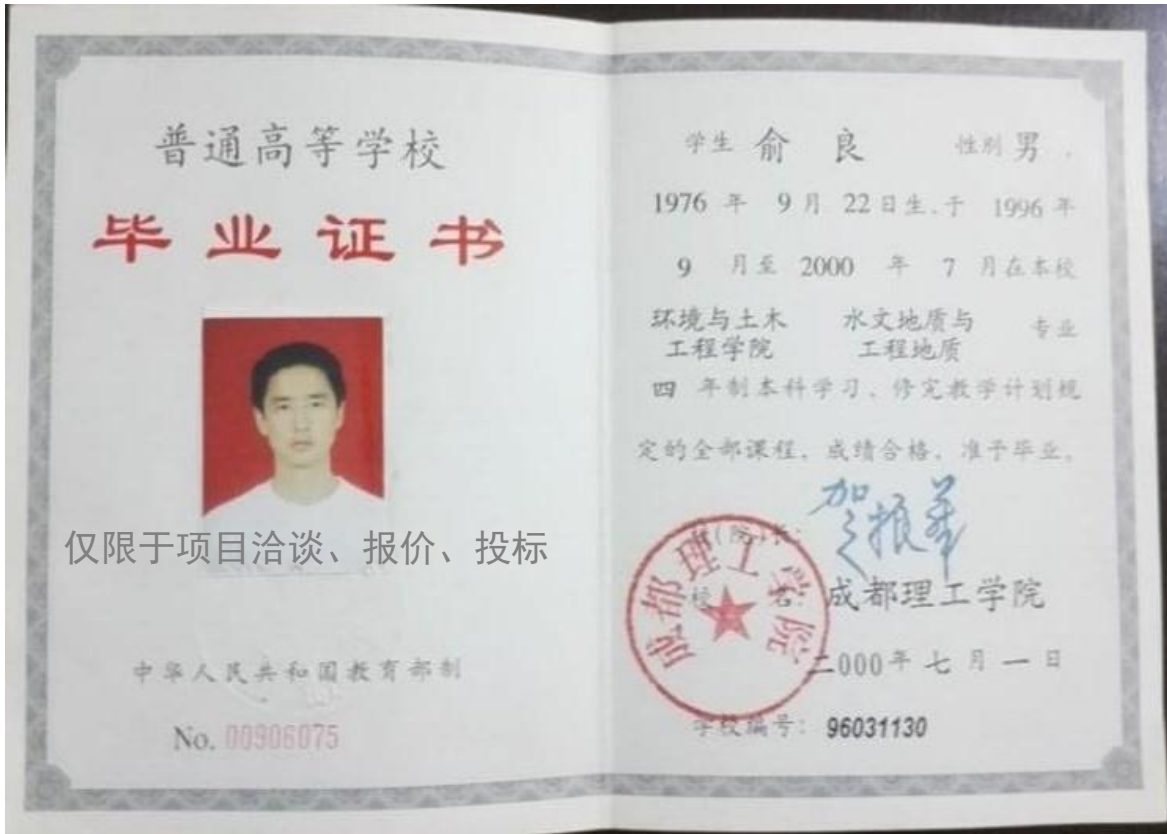 普通高等学校
毕业证书
仅限于项目洽谈、报价、投标
中华人民共和国教育部制
No. 00906075
学生 俞 良 性别 男 ,
1976 年 9 月 22 日生,于 1996 年
9 月至 2000 年 7 月在本校
环境与土木 水文地质与 专业
工程学院 工程地质
四 年制本科学习、修完教学计划规
定的全部课程,成绩合格,准予毕业。
校(院)长:
校 名: 成都理工学院
成都理工学院
二000年 七 月 一 日
学校编号: 96031130